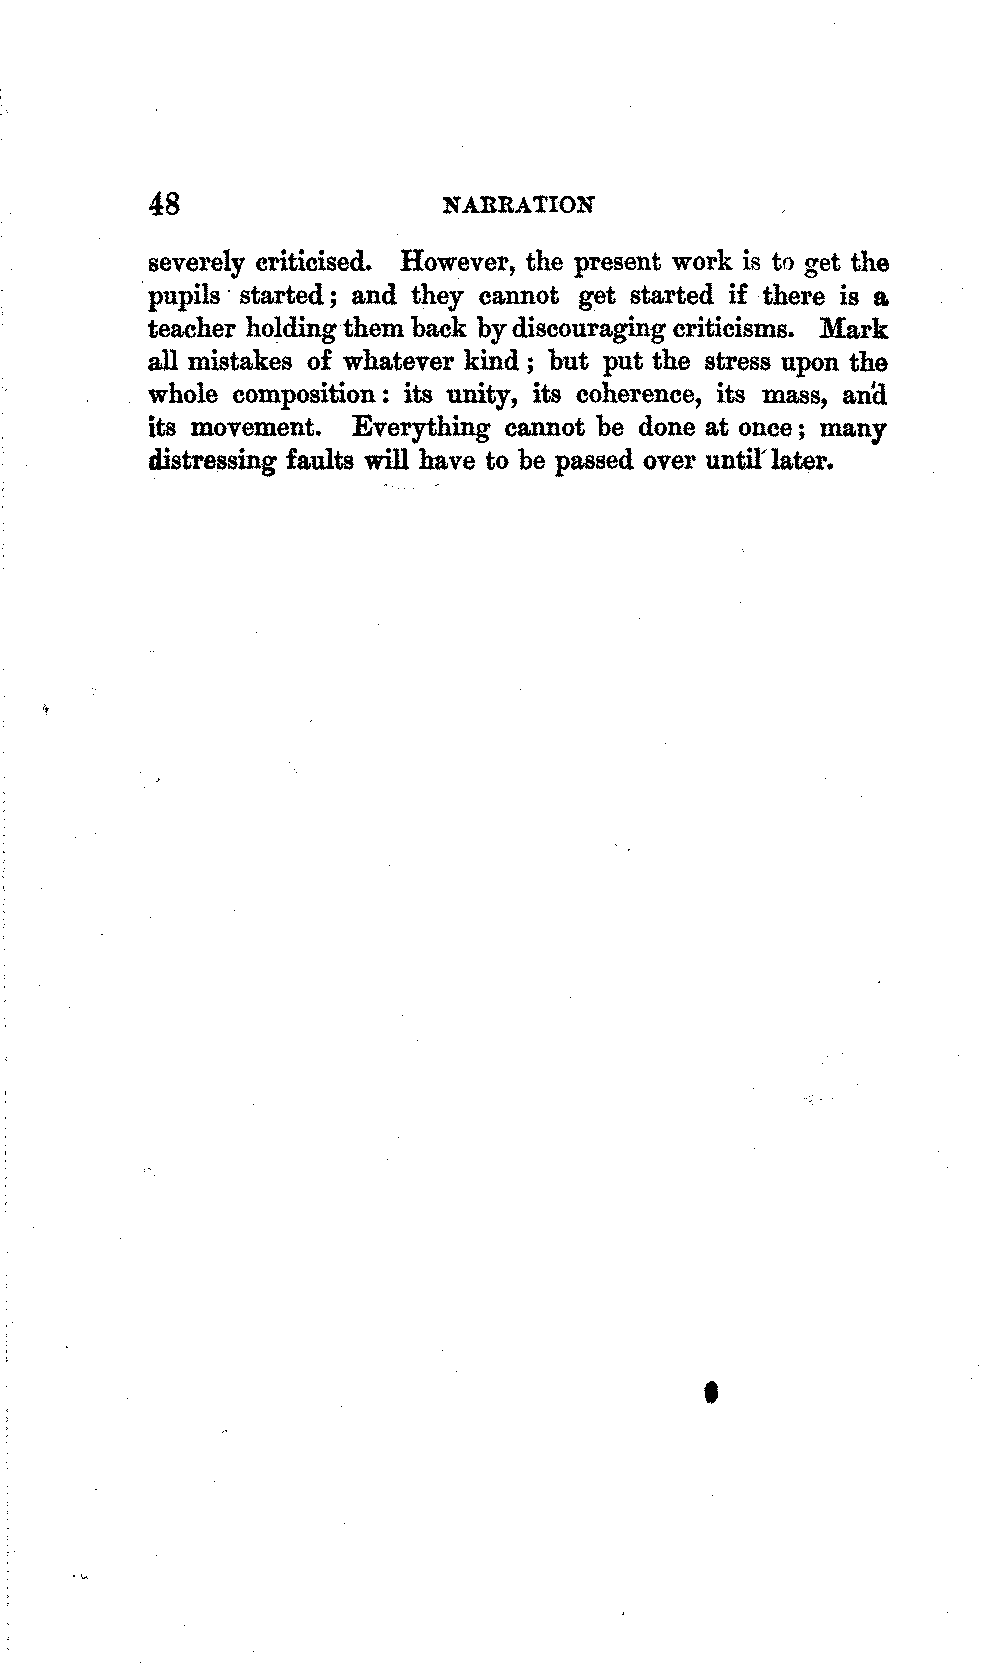 48 NARRATION
severely criticised. However, the present work is to get the
pupils started; and they cannot get started if there is a
teacher holding them back by discouraging criticisms. Mark
all mistakes of whatever kind; but put the stress upon the
whole composition: its unity, its coherence, its mass, and
its movement. Everything cannot be done at once; many
distressing faults will have to be passed over until later.